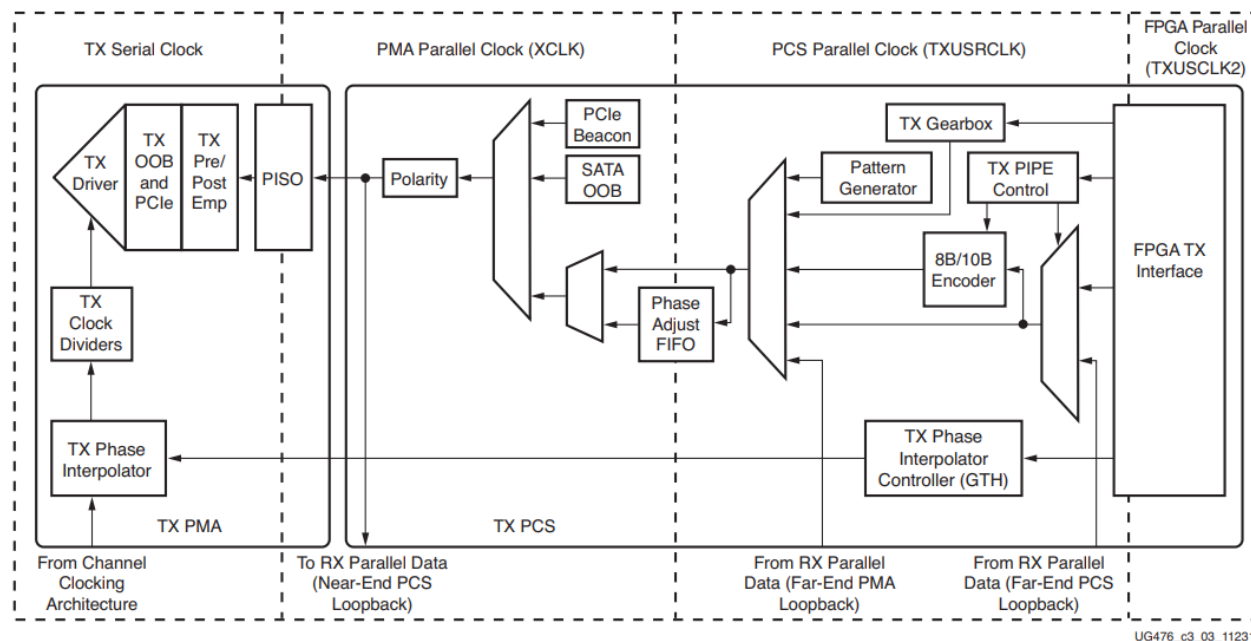 TX Serial Clock
PMA Parallel Clock (XCLK)
PCS Parallel Clock (TXUSRCLK)
FPGA Parallel
Clock
(TXUSCLK2)
TX
Driver
TX
OOB
and
PCIe
TX
Pre/
Post
Emp
PISO
Polarity
PCIe
Beacon
SATA
OOB
TX Gearbox
Pattern
Generator
TX PIPE
Control
8B/10B
Encoder
FPGA TX
Interface
Phase
Adjust
FIFO
TX
Clock
Dividers
TX Phase
Interpolator
TX Phase
Interpolator
Controller (GTH)
TX PMA
TX PCS
From Channel
Clocking
Architecture
To RX Parallel Data
(Near-End PCS
Loopback)
From RX Parallel
Data (Far-End PMA
Loopback)
From RX Parallel
Data (Far-End PCS
Loopback)
UG476_c3_03_11231